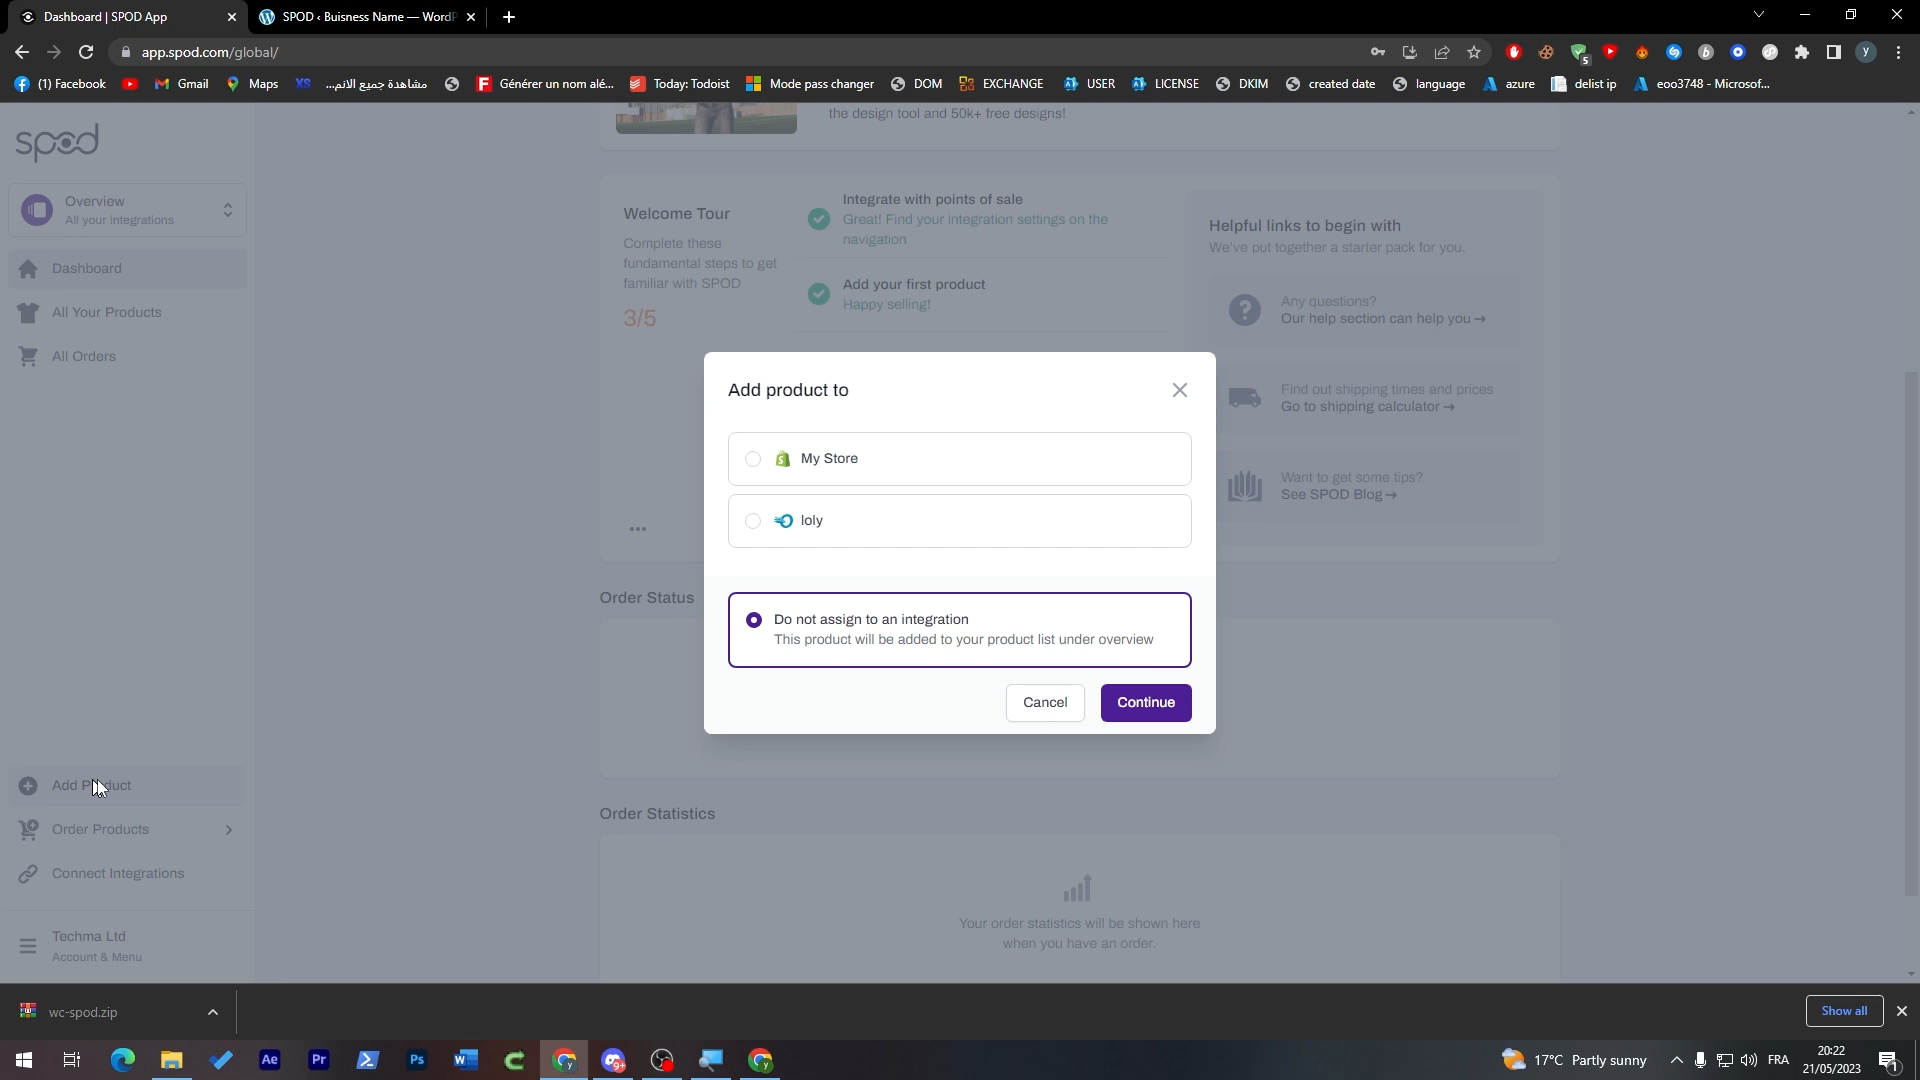 Dashboard | SPOD App
SPOD ‹ Buisness Name — WordP
app.spod.com/global/
5
y
(1) Facebook
Gmail
Maps
XS
مشاهدة جميع الانم...
Générer un nom alé...
Today: Todoist
Mode pass changer
DOM
EXCHANGE
USER
LICENSE
DKIM
created date
language
azure
delist ip
eoo3748 - Microsof...
spod
Overview
All your integrations
Dashboard
All Your Products
All Orders
Add Product
Order Products
Connect Integrations
Techma Ltd
Account & Menu
the design tool and 50k+ free designs!
Welcome Tour
Complete these
fundamental steps to get
familiar with SPOD
3/5
Integrate with points of sale
Great! Find your integration settings on the
navigation
Add your first product
Happy selling!
Helpful links to begin with
We've put together a starter pack for you.
Any questions?
Our help section can help you →
Find out shipping times and prices
Go to shipping calculator →
Want to get some tips?
See SPOD Blog →
Add product to
My Store
loly
Do not assign to an integration
This product will be added to your product list under overview
Cancel
Continue
Order Status
Order Statistics
Your order statistics will be shown here
when you have an order.
wc-spod.zip
Show all
Ae
Pr
Ps
9+
17°C Partly sunny
FRA
20:22
21/05/2023
1